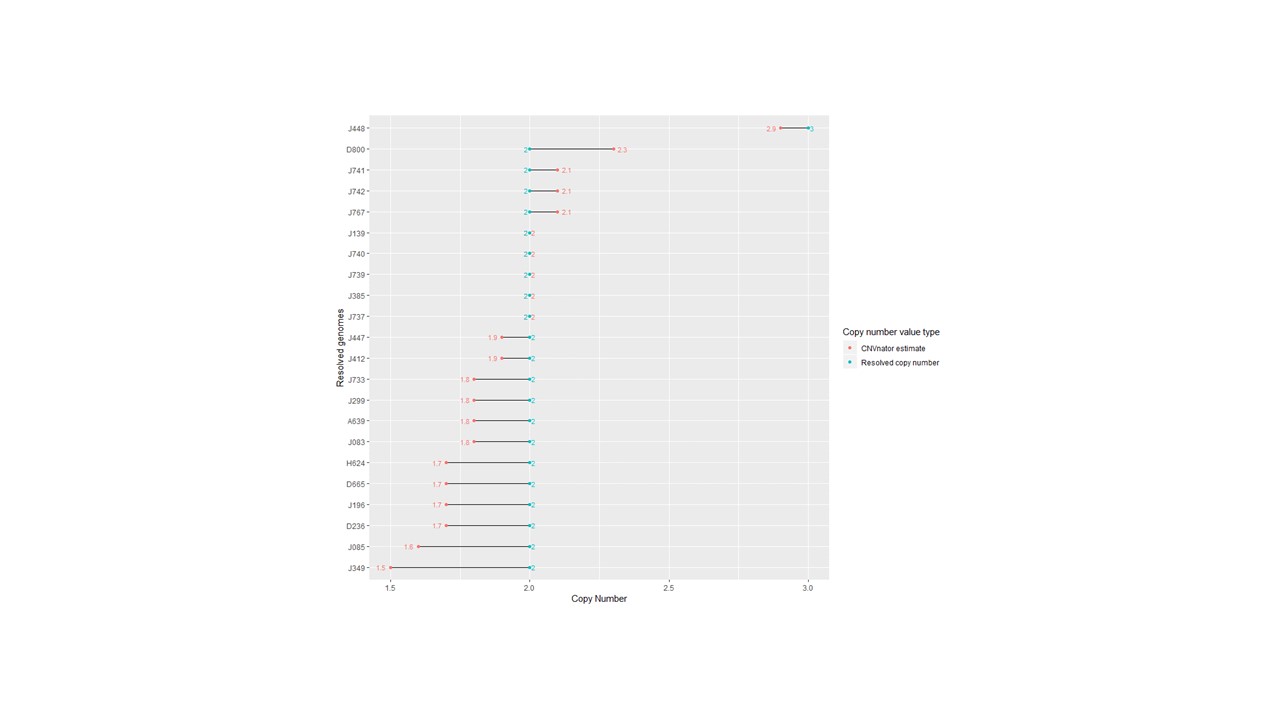 J448
2.9
3
D800
2
2.3
J741
2
2.1
J742
2
2.1
J767
2
2.1
J139
2
2
J740
2
2
J739
2
2
J385
2
2
J737
2
2
J447
1.9
2
J412
1.9
2
J733
1.8
2
J299
1.8
2
A639
1.8
2
J083
1.8
2
H624
1.7
2
D665
1.7
2
J196
1.7
2
D236
1.7
2
J085
1.6
2
J349
1.5
2
1.5
2.0
2.5
3.0
Copy Number
Resolved genomes
Copy number value type
CNVnator estimate
Resolved copy number